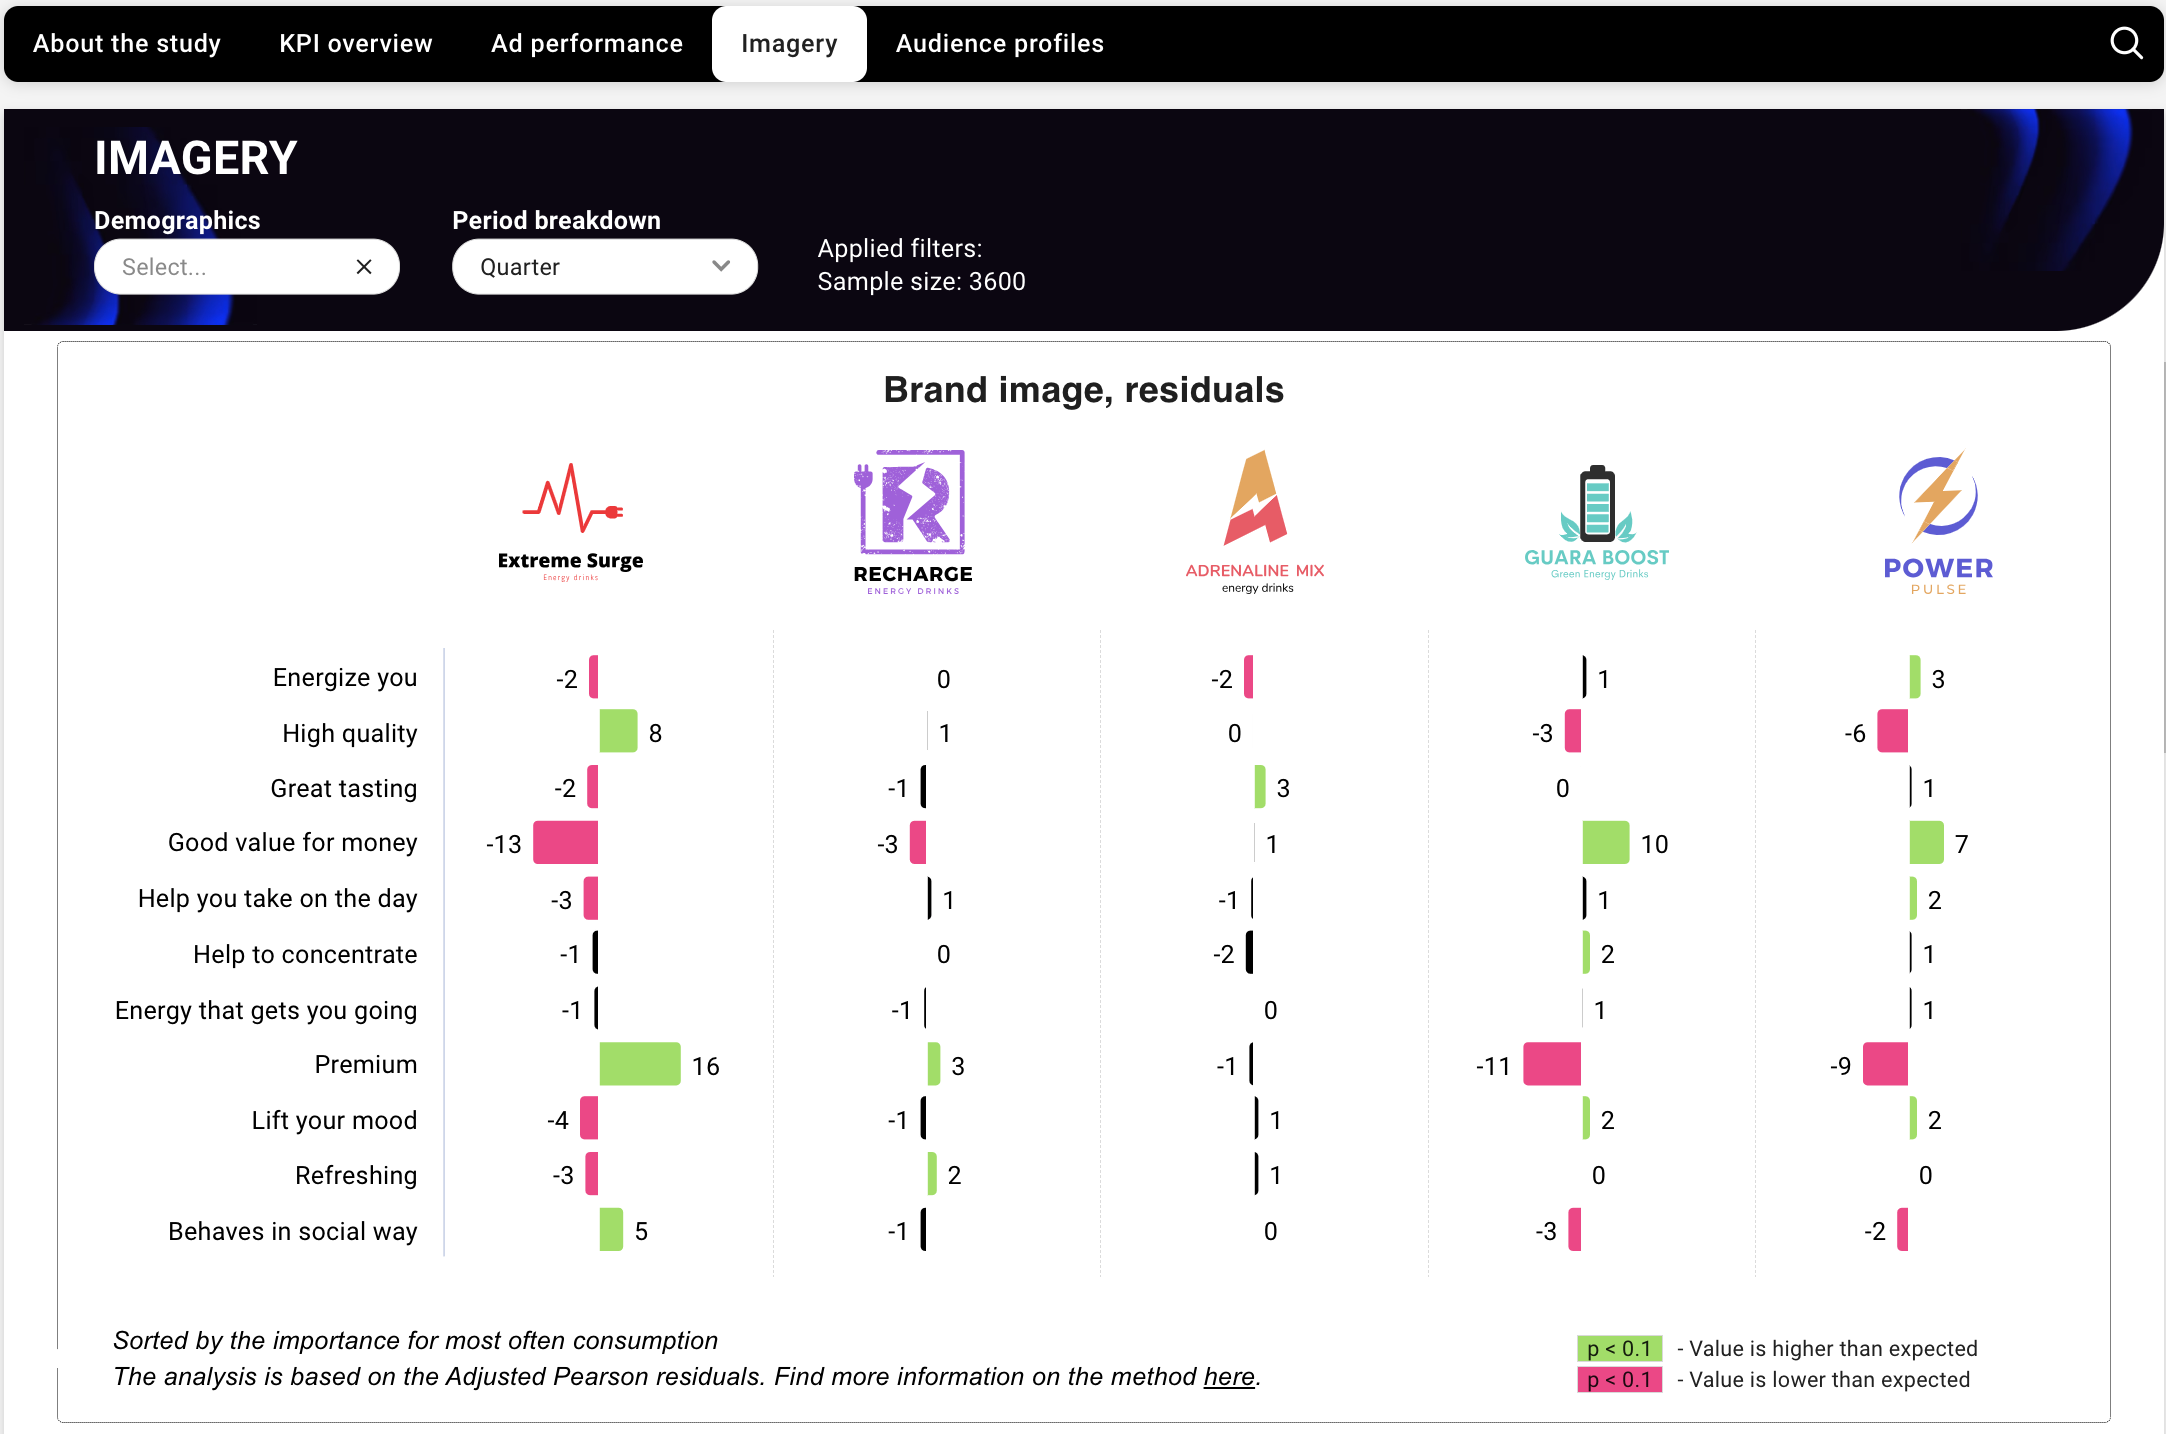 About the study KPI overview Ad performance Imagery Audience profiles
IMAGERY
Demographics Period breakdown
Select... Quarter
Applied filters:
Sample size: 3600
Brand image, residuals
Extreme Surge
Energy drinks
RECHARGE
ENERGY DRINKS
ADRENALINE MIX
energy drinks
GUARA BOOST
Green Energy Drinks
POWER
PULSE
Energize you -2 0 -2 1 3
High quality 8 1 0 -3 -6
Great tasting -2 -1 3 0 1
Good value for money -13 -3 1 10 7
Help you take on the day -3 1 -1 1 2
Help to concentrate -1 0 -2 2 1
Energy that gets you going -1 -1 0 1 1
Premium 16 3 -1 -11 -9
Lift your mood -4 -1 1 2 2
Refreshing -3 2 1 0 0
Behaves in social way 5 -1 0 -3 -2
Sorted by the importance for most often consumption
The analysis is based on the Adjusted Pearson residuals. Find more information on the method here.
p < 0.1 - Value is higher than expected
p < 0.1 - Value is lower than expected